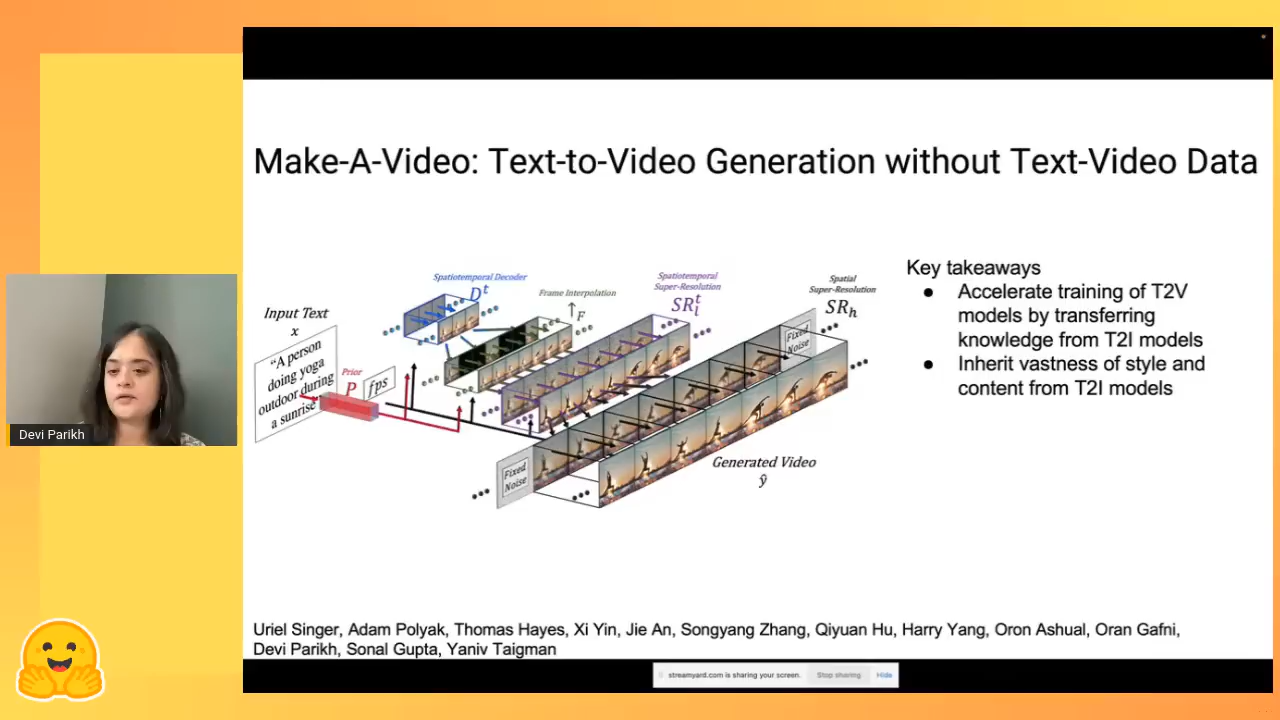 Make-A-Video: Text-to-Video Generation without Text-Video Data
Spatiotemporal Decoder
D^t
Frame Interpolation
↑F
Spatiotemporal
Super-Resolution
SR_l^t
Spatial
Super-Resolution
SR_h
Input Text
x
"A person
doing yoga
outdoor during
a sunrise"
Prior
P
fps
Fixed
Noise
Fixed
Noise
Generated Video
ŷ
Key takeaways
● Accelerate training of T2V
models by transferring
knowledge from T2I models
● Inherit vastness of style and
content from T2I models
Devi Parikh
Uriel Singer, Adam Polyak, Thomas Hayes, Xi Yin, Jie An, Songyang Zhang, Qiyuan Hu, Harry Yang, Oron Ashual, Oran Gafni,
Devi Parikh, Sonal Gupta, Yaniv Taigman
streamyard.com is sharing your screen. Stop sharing Hide